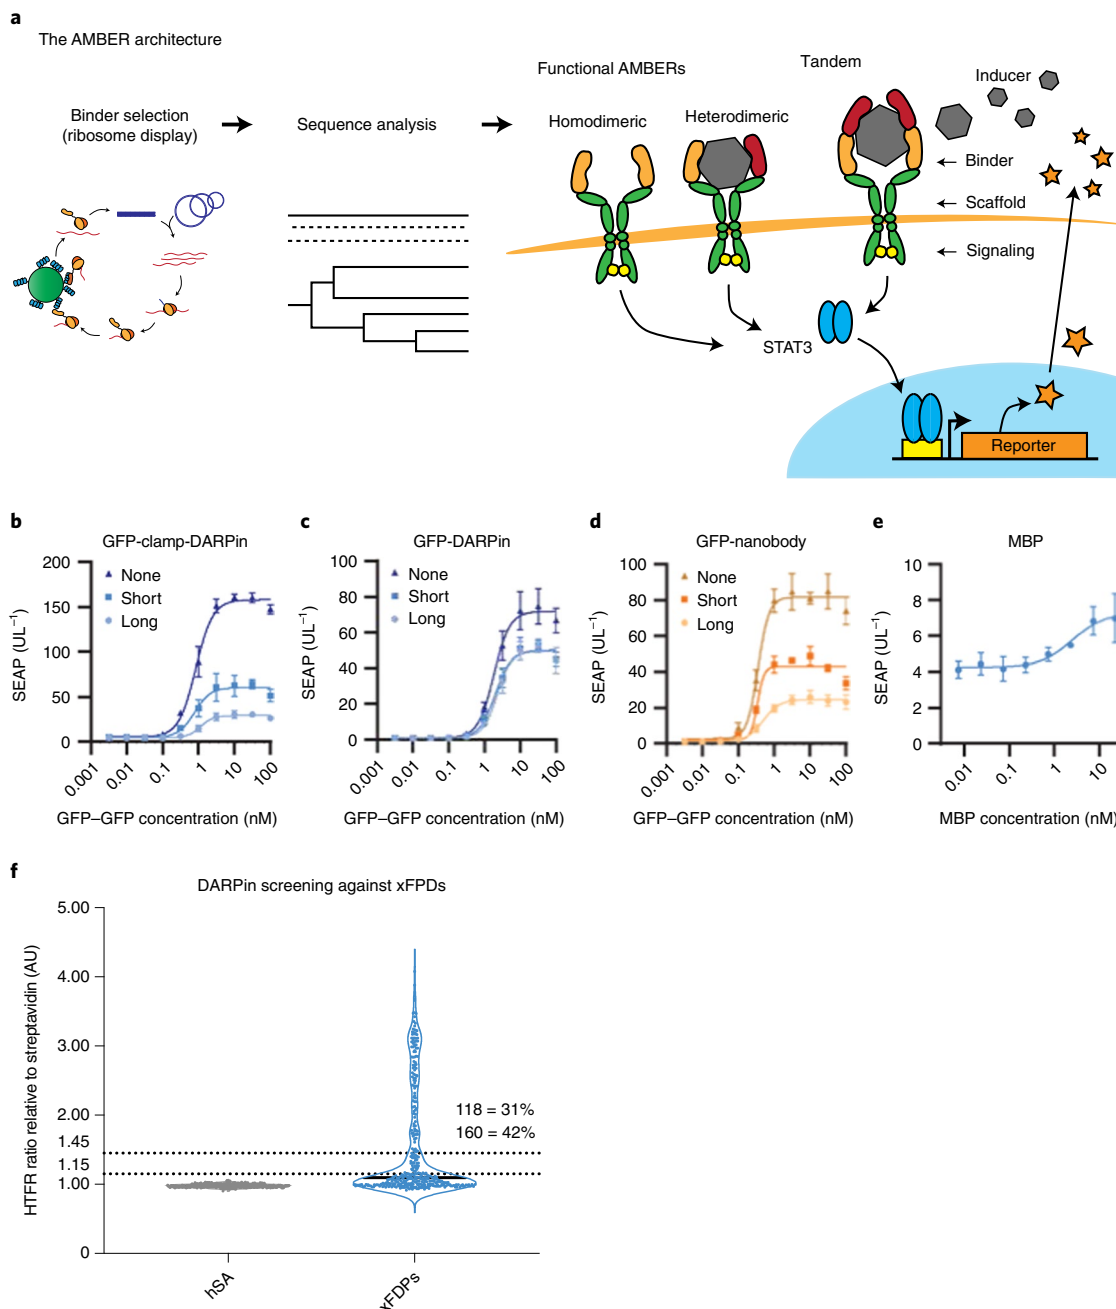 a
The AMBER architecture
Binder selection
(ribosome display)
Sequence analysis
Functional AMBERs
Homodimeric
Heterodimeric
Tandem
Inducer
Binder
Scaffold
Signaling
STAT3
Reporter
b
GFP-clamp-DARPin
200
150
100
50
0
SEAP (UL⁻¹)
None
Short
Long
0.001
0.01
0.1
1
10
100
GFP–GFP concentration (nM)
c
GFP-DARPin
100
80
60
40
20
0
SEAP (UL⁻¹)
None
Short
Long
0.001
0.01
0.1
1
10
100
GFP–GFP concentration (nM)
d
GFP-nanobody
100
80
60
40
20
0
SEAP (UL⁻¹)
None
Short
Long
0.001
0.01
0.1
1
10
100
GFP–GFP concentration (nM)
e
MBP
10
8
6
4
2
0
SEAP (UL⁻¹)
0.01
0.1
1
10
MBP concentration (nM)
f
DARPin screening against xFPDs
5.00
4.00
3.00
2.00
1.45
1.15
1.00
0
HTFR ratio relative to streptavidin (AU)
118 = 31%
160 = 42%
hSA
xFDPs